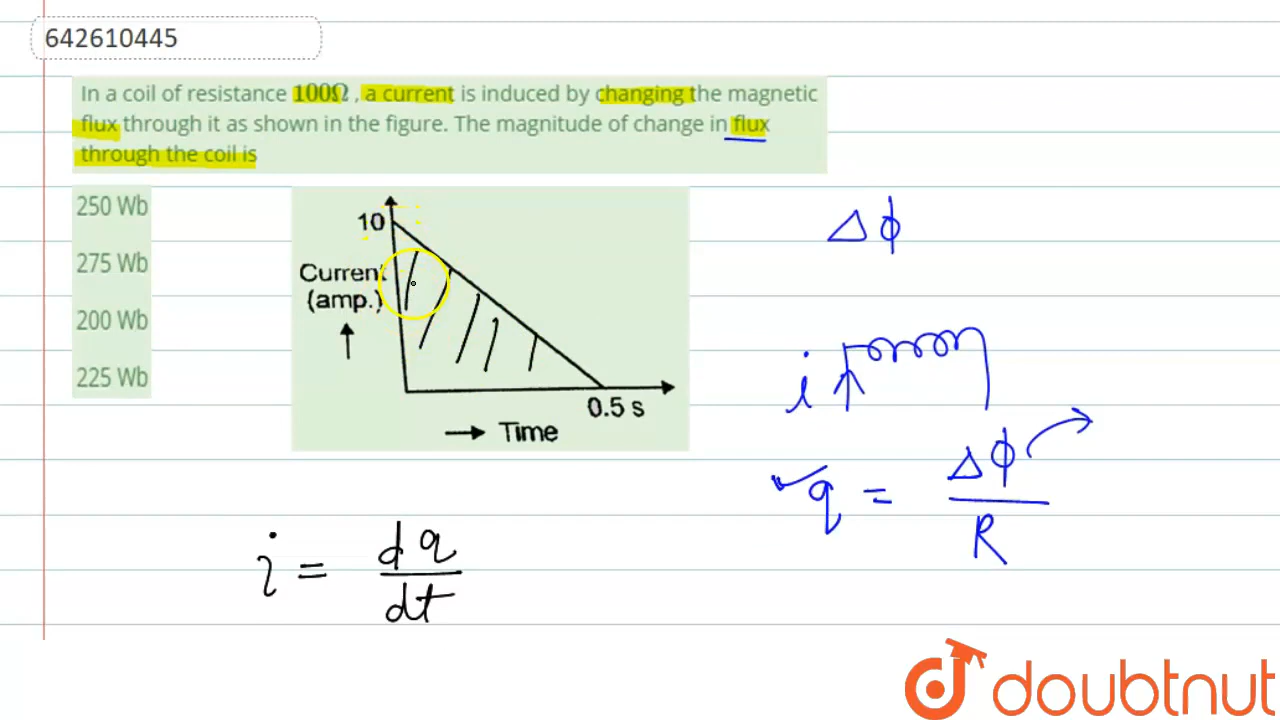 642610445
In a coil of resistance 100Ω , a current is induced by changing the magnetic
flux through it as shown in the figure. The magnitude of change in flux
through the coil is
250 Wb
275 Wb
200 Wb
225 Wb
10
Current
(amp.)
0.5 s
Time
Δϕ
i
q = Δϕ/R
i = dq/dt
doubtnut